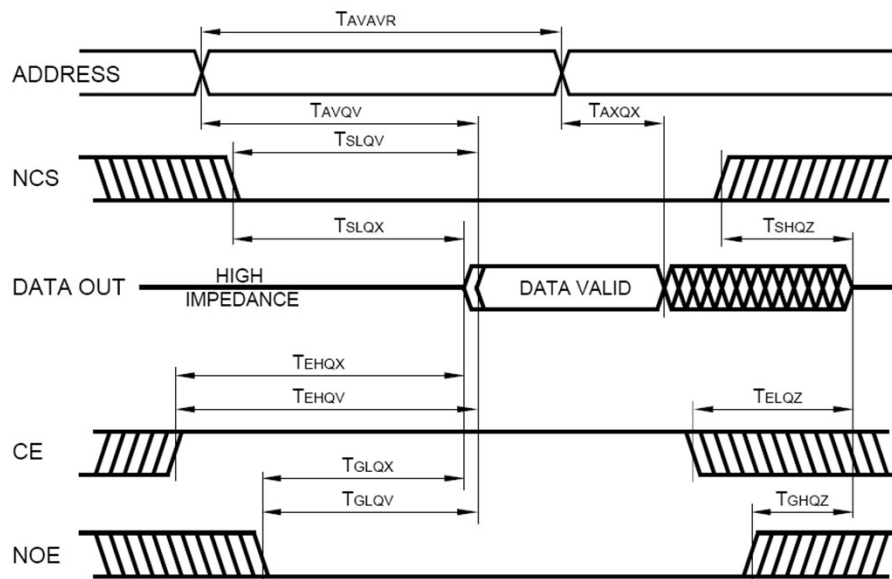 TAVAVR
ADDRESS
TAVQV
TAXQX
TSLQV
NCS
TSLQX
TSHQZ
DATA OUT
HIGH
IMPEDANCE
DATA VALID
TEHQX
TEHQV
TELQZ
CE
TGLQX
TGLQV
TGHQZ
NOE